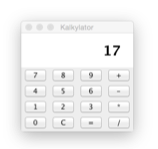 Kalkylator
17
7 8 9 +
4 5 6 -
1 2 3 *
0 C = /